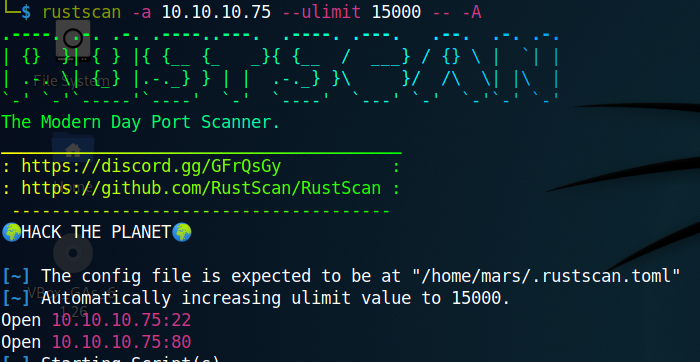 └─$ rustscan -a 10.10.10.75 --ulimit 15000 -- -A
The Modern Day Port Scanner.
: https://discord.gg/GFrQsGy :
: https://github.com/RustScan/RustScan :
🌍HACK THE PLANET🌍
[~] The config file is expected to be at "/home/mars/.rustscan.toml"
[~] Automatically increasing ulimit value to 15000.
Open 10.10.10.75:22
Open 10.10.10.75:80
[~] Starting Script(s)
File System